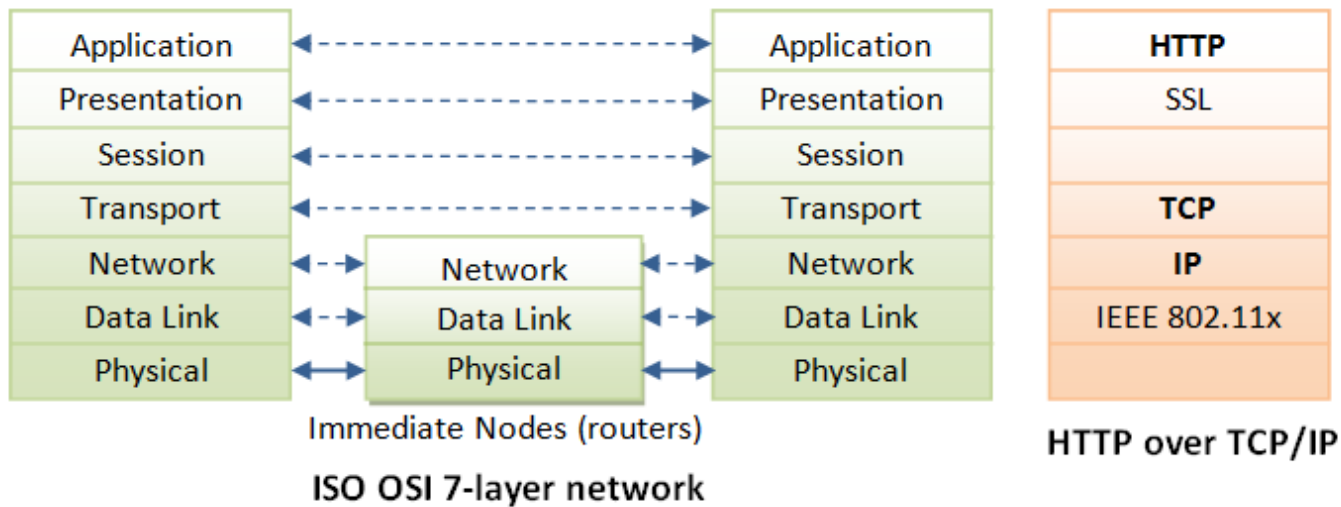 Application
Presentation
Session
Transport
Network
Data Link
Physical
Network
Data Link
Physical
Immediate Nodes (routers)
Application
Presentation
Session
Transport
Network
Data Link
Physical
ISO OSI 7-layer network
HTTP
SSL
TCP
IP
IEEE 802.11x
HTTP over TCP/IP